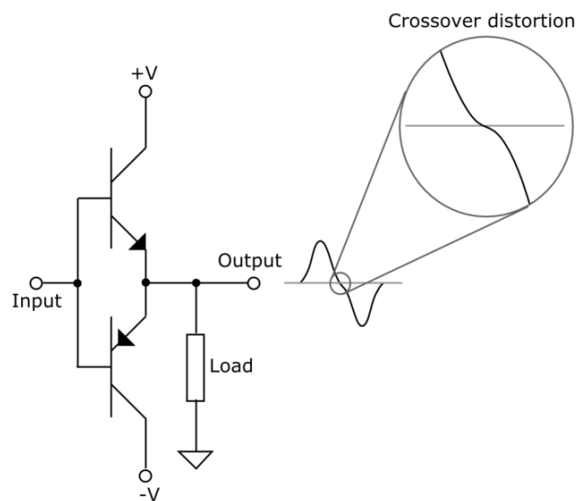 Crossover distortion
+V
Output
Input
Load
-V